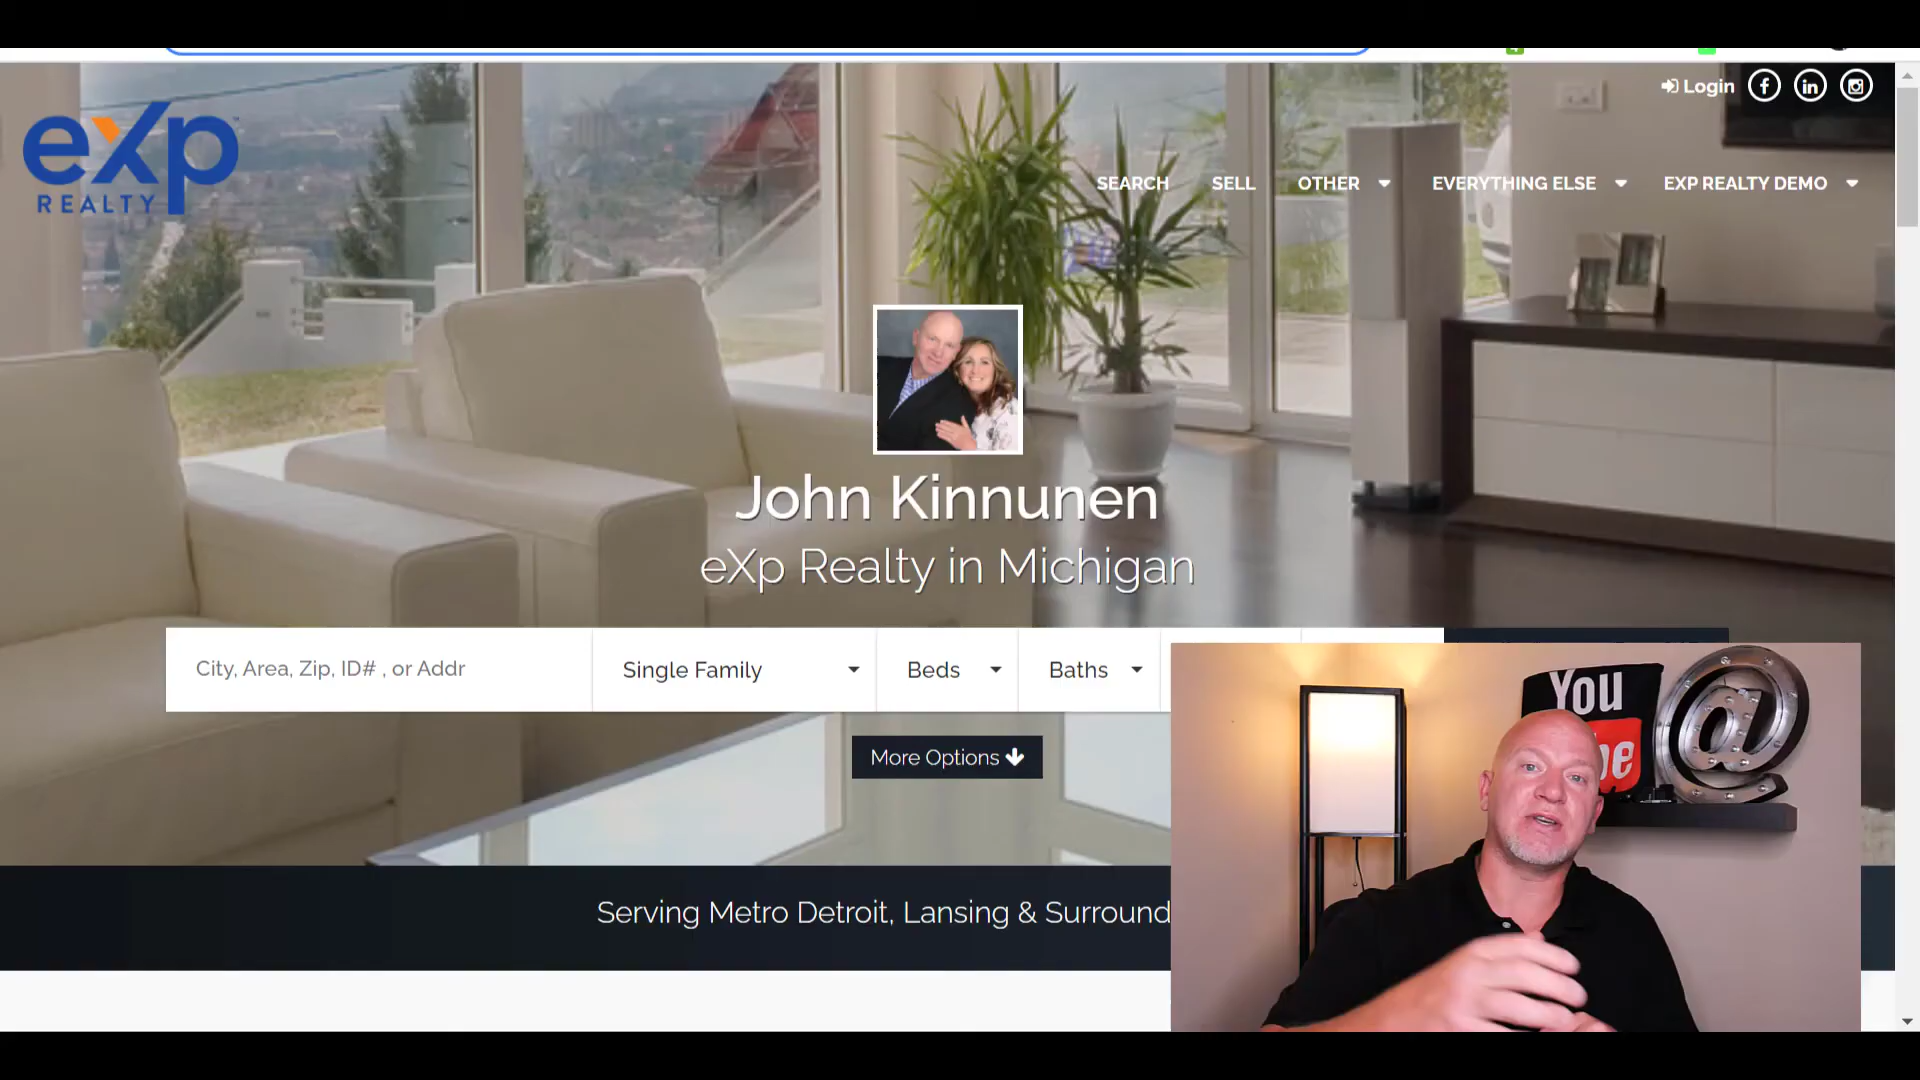 Login
eXp
REALTY
SEARCH SELL OTHER EVERYTHING ELSE EXP REALTY DEMO
John Kinnunen
eXp Realty in Michigan
City, Area, Zip, ID# , or Addr Single Family Beds Baths
More Options
You
Serving Metro Detroit, Lansing & Surround